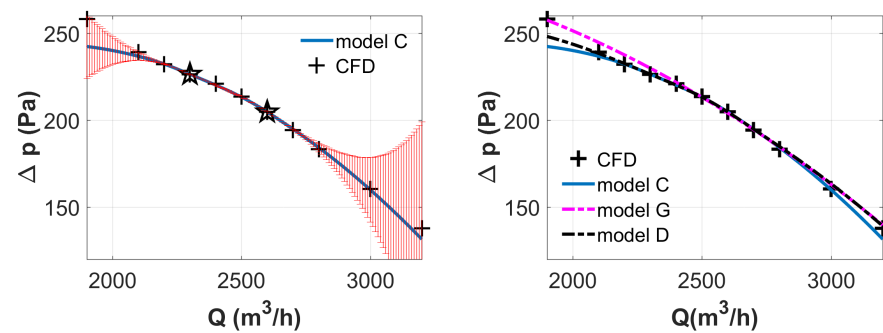 250
200
150
Δ p (Pa)
model C
CFD
2000
2500
3000
Q (m³/h)
250
200
150
Δ p (Pa)
CFD
model C
model G
model D
2000
2500
3000
Q(m³/h)